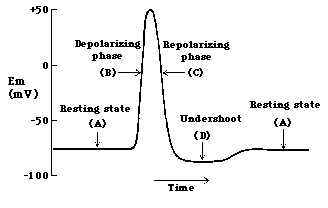 +50
Depolarizing
phase
(B)
Repolarizing
phase
(C)
0
Em
(mV)
Resting state
(A)
-50
Undershoot
(D)
Resting state
(A)
-100
Time